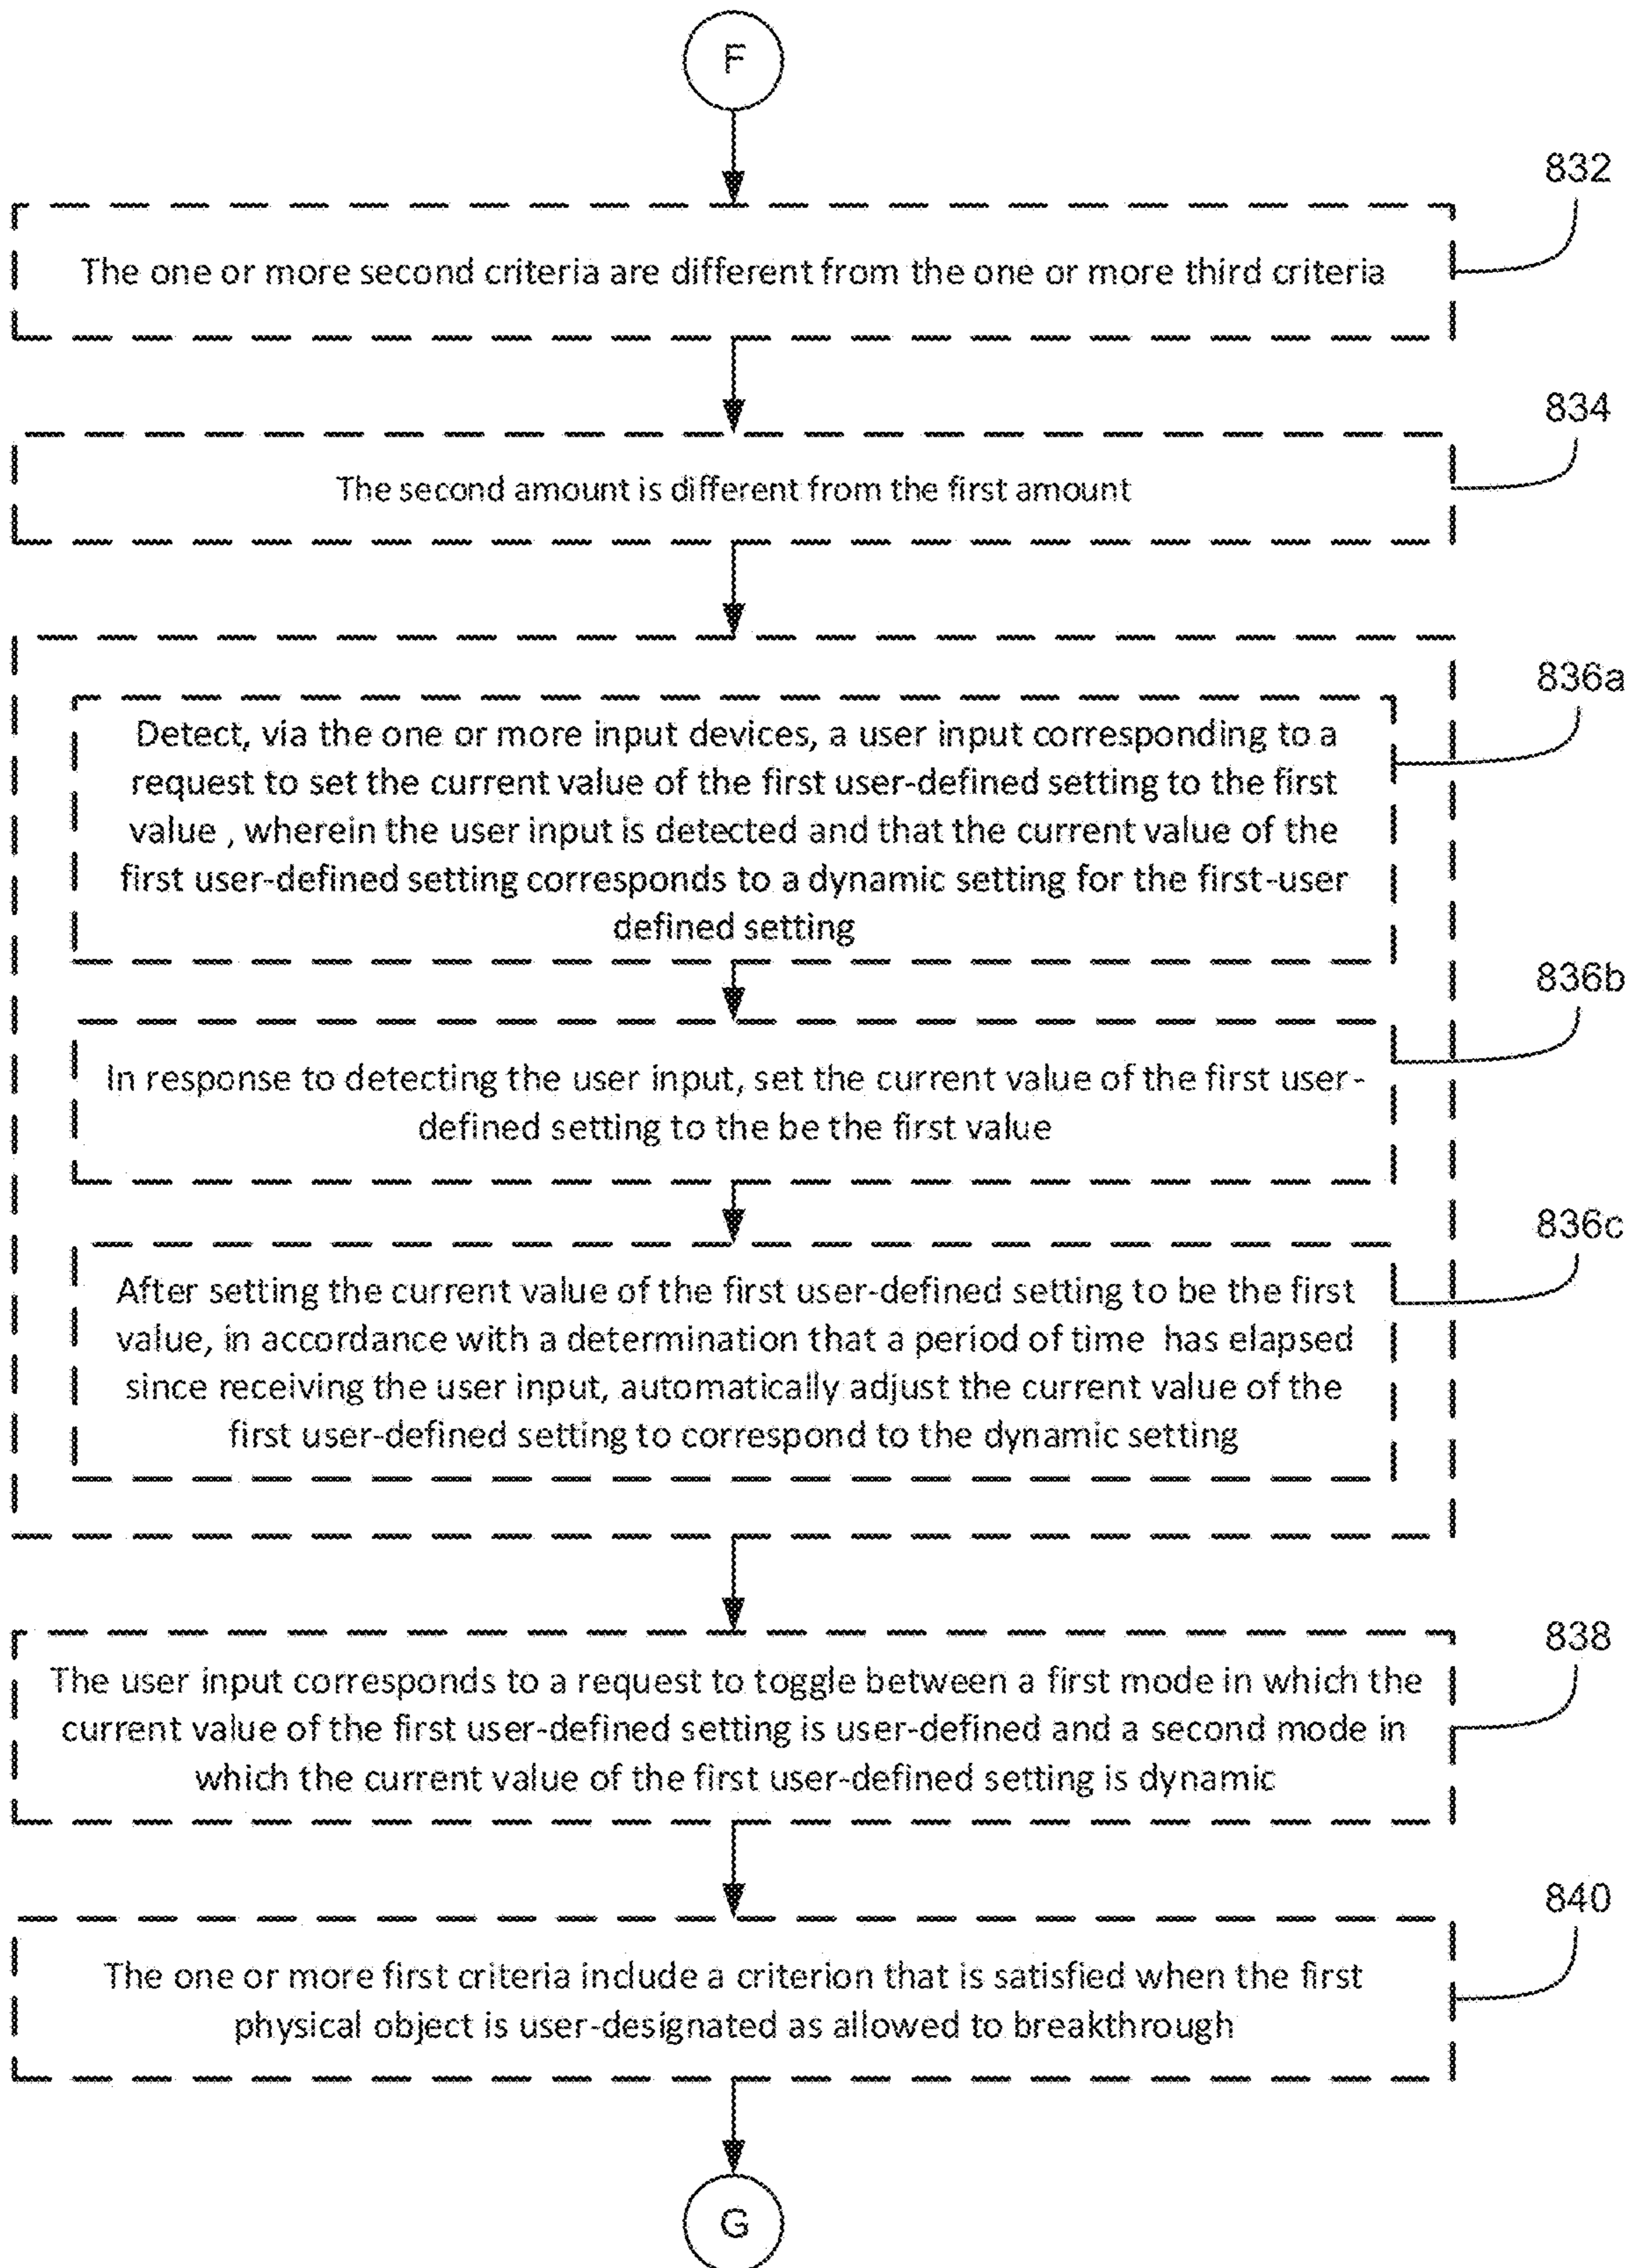 F
832
The one or more second criteria are different from the one or more third criteria
834
The second amount is different from the first amount
836a
Detect, via the one or more input devices, a user input corresponding to a
request to set the current value of the first user-defined setting to the first
value , wherein the user input is detected and that the current value of the
first user-defined setting corresponds to a dynamic setting for the first-user
defined setting
836b
In response to detecting the user input, set the current value of the first user-
defined setting to the be the first value
836c
After setting the current value of the first user-defined setting to be the first
value, in accordance with a determination that a period of time has elapsed
since receiving the user input, automatically adjust the current value of the
first user-defined setting to correspond to the dynamic setting
838
The user input corresponds to a request to toggle between a first mode in which the
current value of the first user-defined setting is user-defined and a second mode in
which the current value of the first user-defined setting is dynamic
840
The one or more first criteria include a criterion that is satisfied when the first
physical object is user-designated as allowed to breakthrough
G